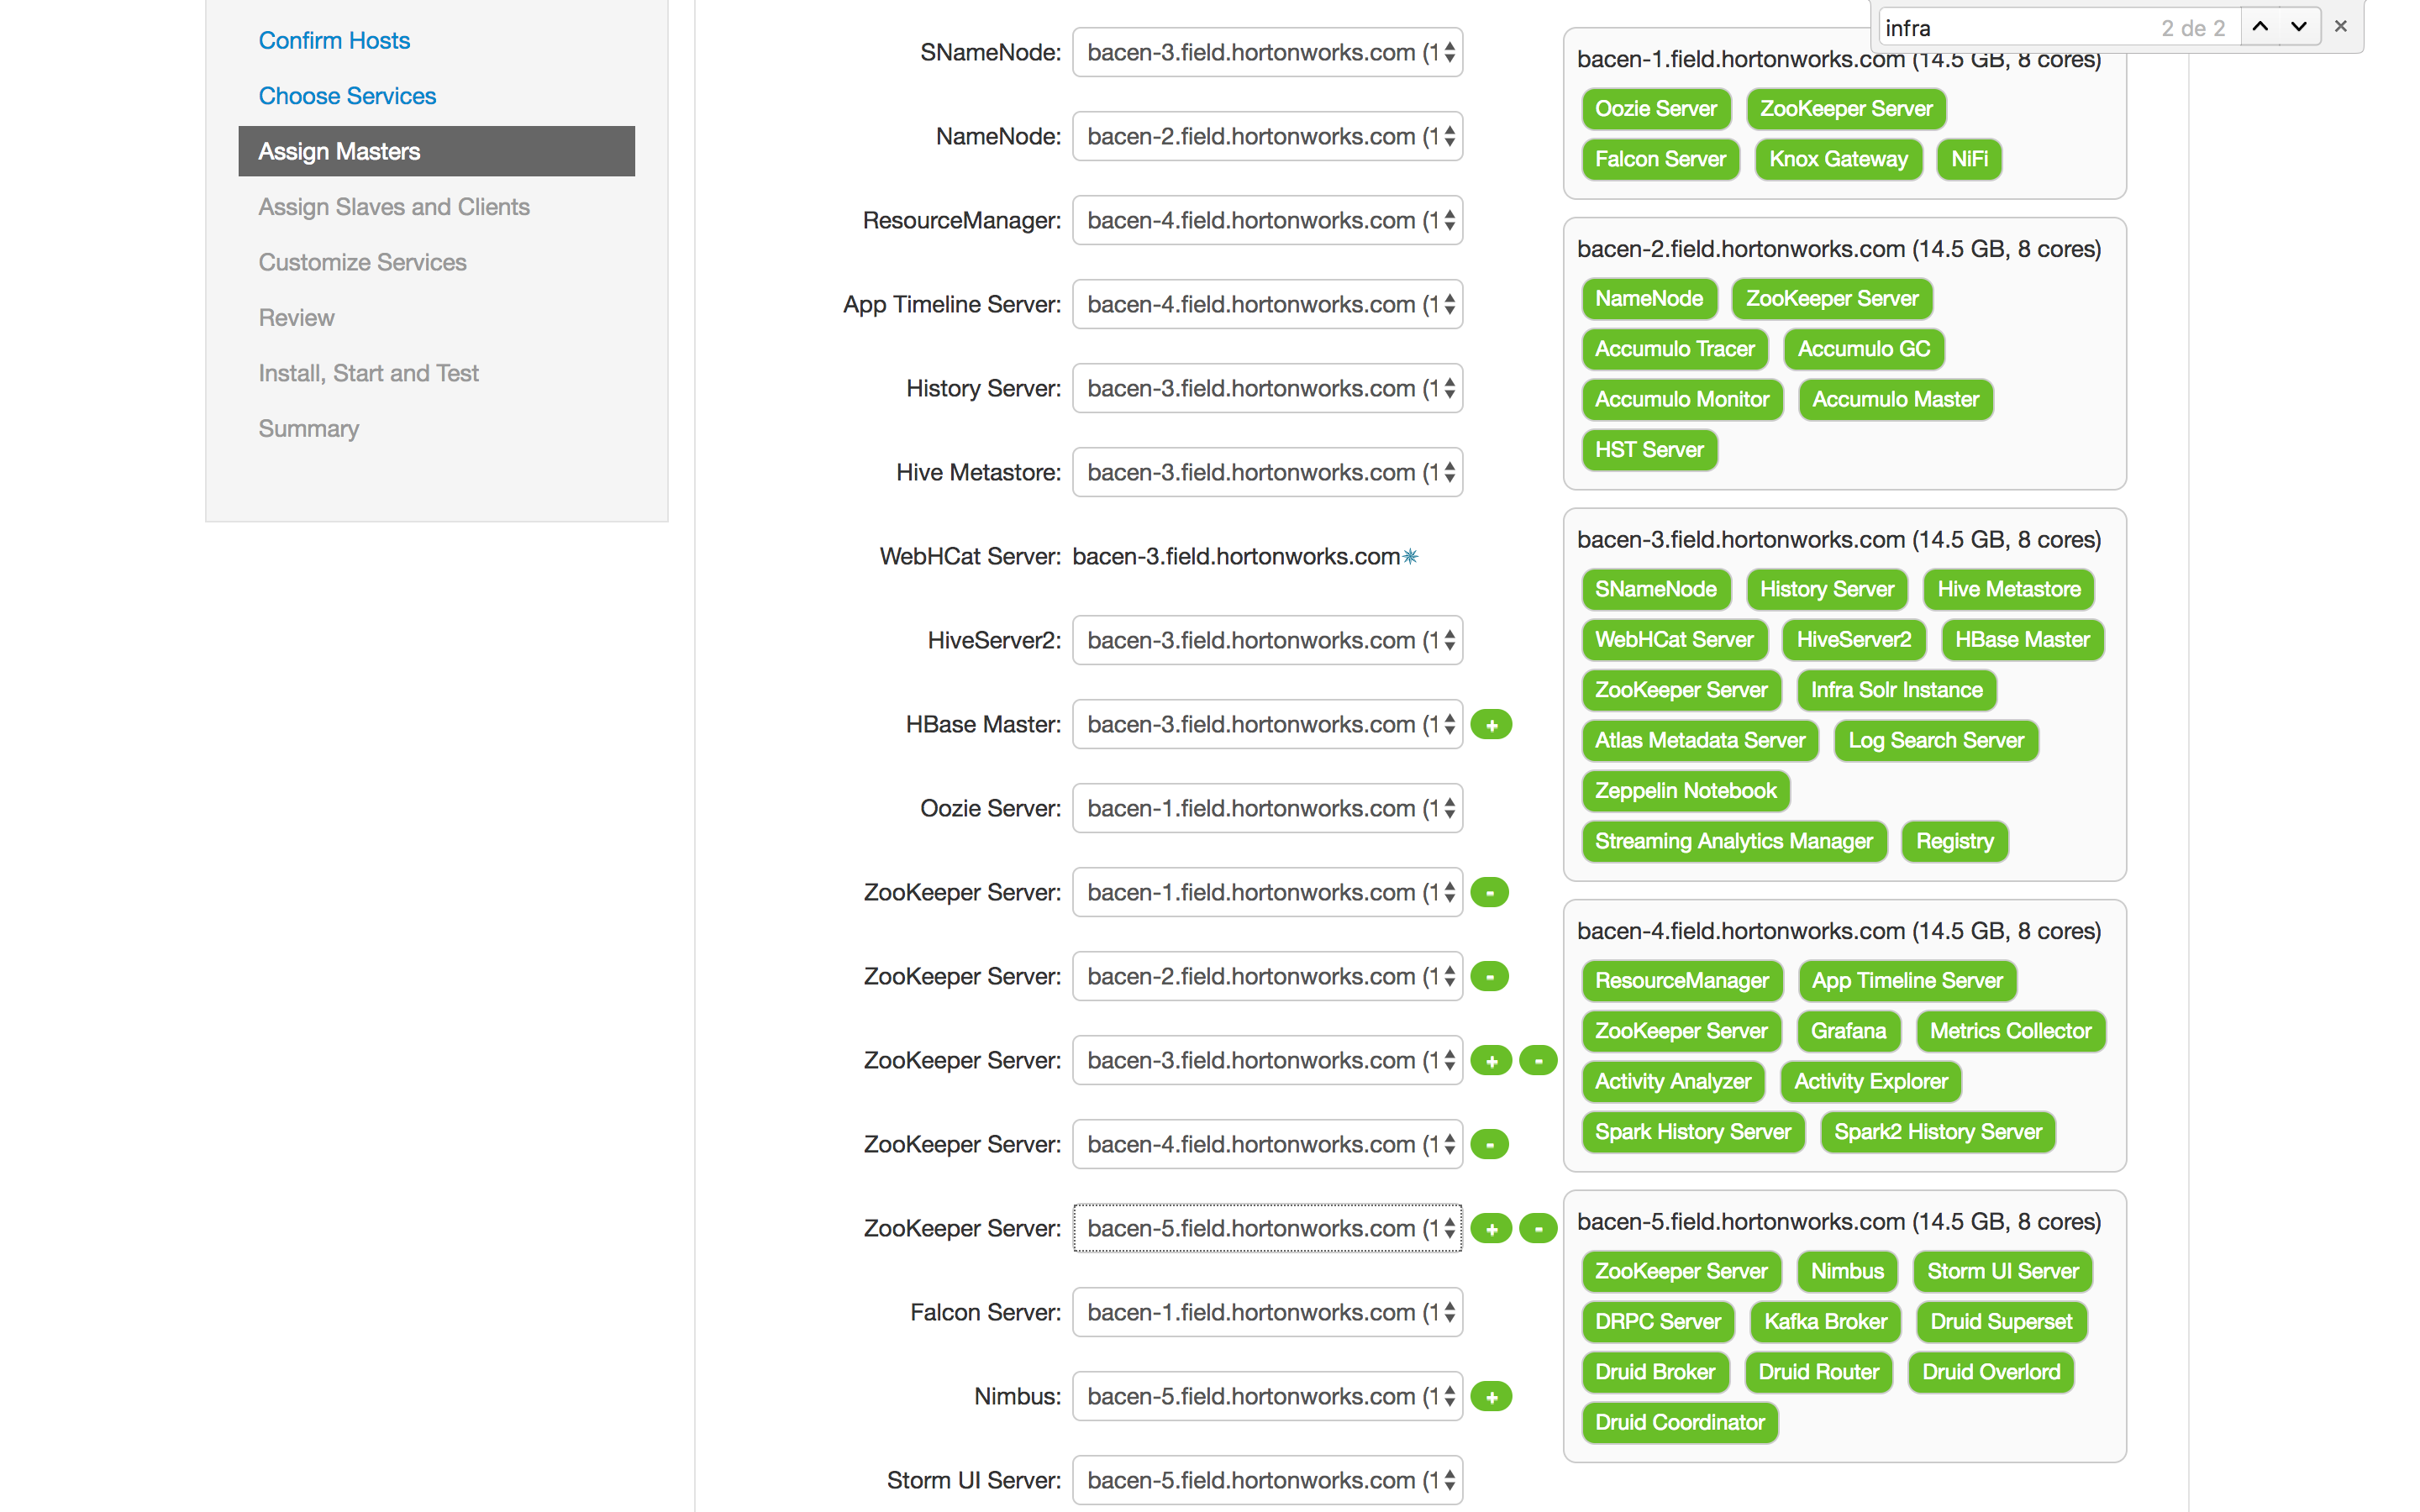 Confirm Hosts
Choose Services
Assign Masters
Assign Slaves and Clients
Customize Services
Review
Install, Start and Test
Summary
SNameNode: bacen-3.field.hortonworks.com (1
NameNode: bacen-2.field.hortonworks.com (1
ResourceManager: bacen-4.field.hortonworks.com (1
App Timeline Server: bacen-4.field.hortonworks.com (1
History Server: bacen-3.field.hortonworks.com (1
Hive Metastore: bacen-3.field.hortonworks.com (1
WebHCat Server: bacen-3.field.hortonworks.com*
HiveServer2: bacen-3.field.hortonworks.com (1
HBase Master: bacen-3.field.hortonworks.com (1 +
Oozie Server: bacen-1.field.hortonworks.com (1
ZooKeeper Server: bacen-1.field.hortonworks.com (1 -
ZooKeeper Server: bacen-2.field.hortonworks.com (1 -
ZooKeeper Server: bacen-3.field.hortonworks.com (1 + -
ZooKeeper Server: bacen-4.field.hortonworks.com (1 -
ZooKeeper Server: bacen-5.field.hortonworks.com (1 + -
Falcon Server: bacen-1.field.hortonworks.com (1
Nimbus: bacen-5.field.hortonworks.com (1 +
Storm UI Server: bacen-5.field.hortonworks.com (1
infra 2 de 2
bacen-1.field.hortonworks.com (14.5 GB, 8 cores)
Oozie Server ZooKeeper Server
Falcon Server Knox Gateway NiFi
bacen-2.field.hortonworks.com (14.5 GB, 8 cores)
NameNode ZooKeeper Server
Accumulo Tracer Accumulo GC
Accumulo Monitor Accumulo Master
HST Server
bacen-3.field.hortonworks.com (14.5 GB, 8 cores)
SNameNode History Server Hive Metastore
WebHCat Server HiveServer2 HBase Master
ZooKeeper Server Infra Solr Instance
Atlas Metadata Server Log Search Server
Zeppelin Notebook
Streaming Analytics Manager Registry
bacen-4.field.hortonworks.com (14.5 GB, 8 cores)
ResourceManager App Timeline Server
ZooKeeper Server Grafana Metrics Collector
Activity Analyzer Activity Explorer
Spark History Server Spark2 History Server
bacen-5.field.hortonworks.com (14.5 GB, 8 cores)
ZooKeeper Server Nimbus Storm UI Server
DRPC Server Kafka Broker Druid Superset
Druid Broker Druid Router Druid Overlord
Druid Coordinator